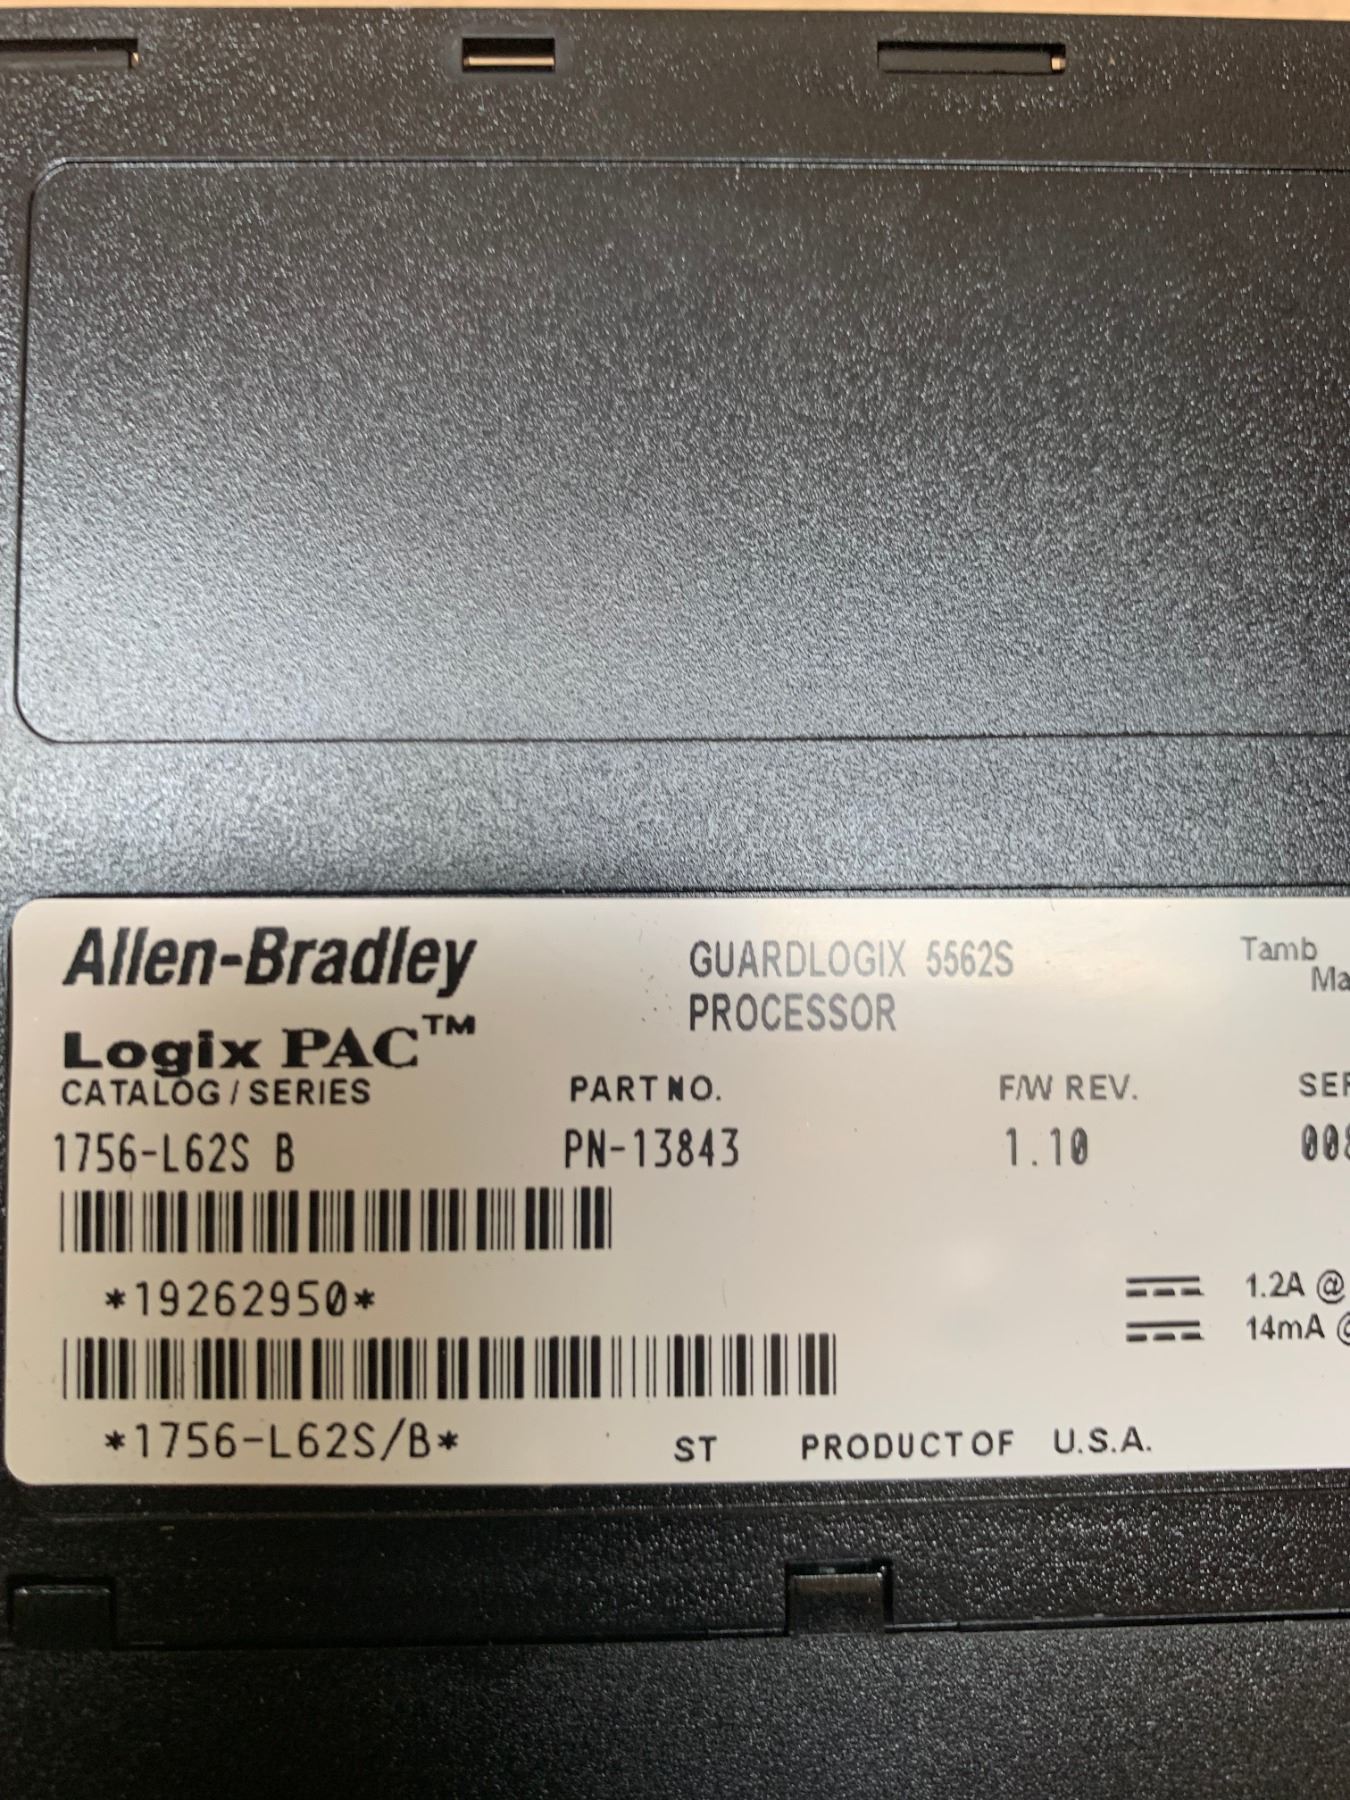 Allen-Bradley
GUARDLOGIX 5562S
PROCESSOR
Tamb
Logix PAC™
CATALOG / SERIES
PART NO.
F/W REV.
1756-L62S B
PN-13843
1.10
*19262950*
1.2A @
14mA
*1756-L62S/B*
ST
PRODUCT OF U.S.A.